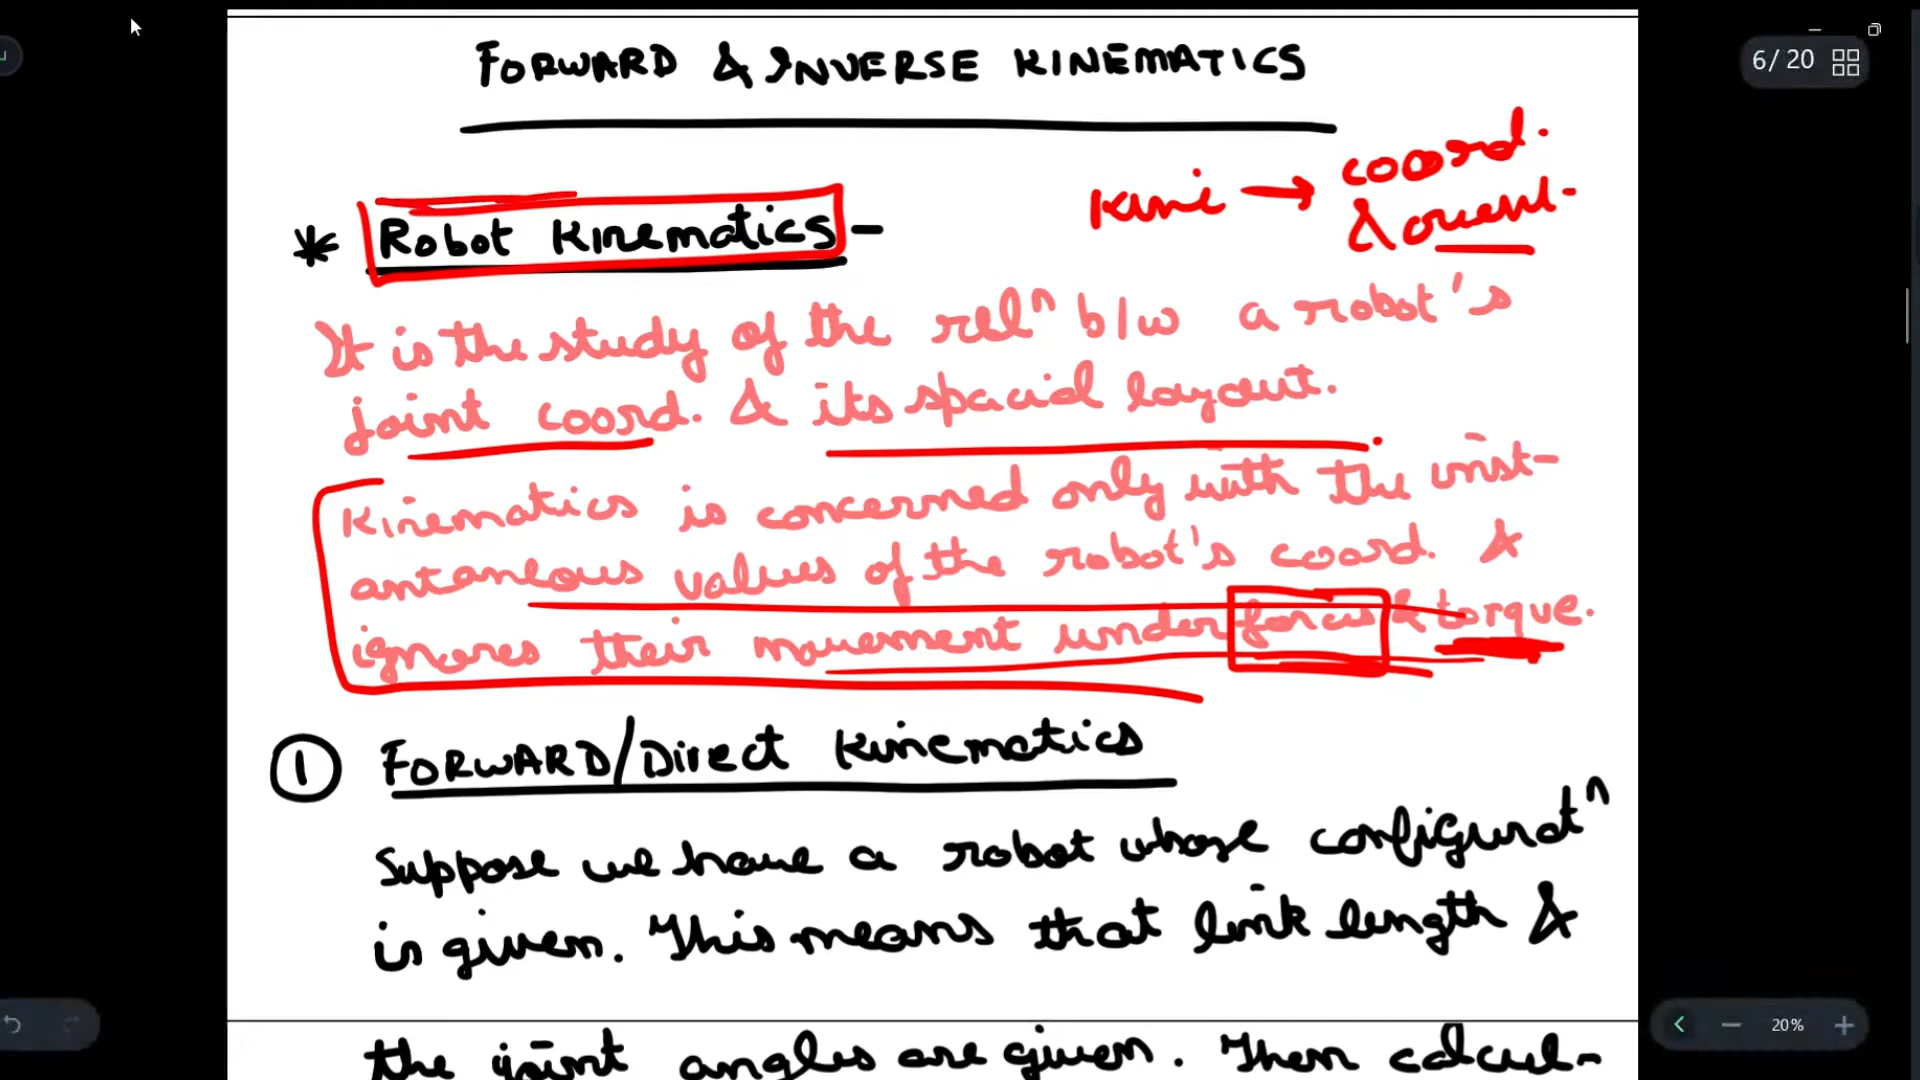 FORWARD & INVERSE KINEMATICS
6/20
Kine → coord.
& orient.
* Robot Kinematics -
It is the study of the relⁿ b/w a robot's
joint coord. & its spacial layout.
Kinematics is concerned only with the inst-
antaneous values of the robot's coord. &
ignores their movement under forces & torque.
1 FORWARD/Direct Kinematics
Suppose we have a robot whose configuratⁿ
is given. This means that link length &
the joint angles are given. Then calcul-
20%